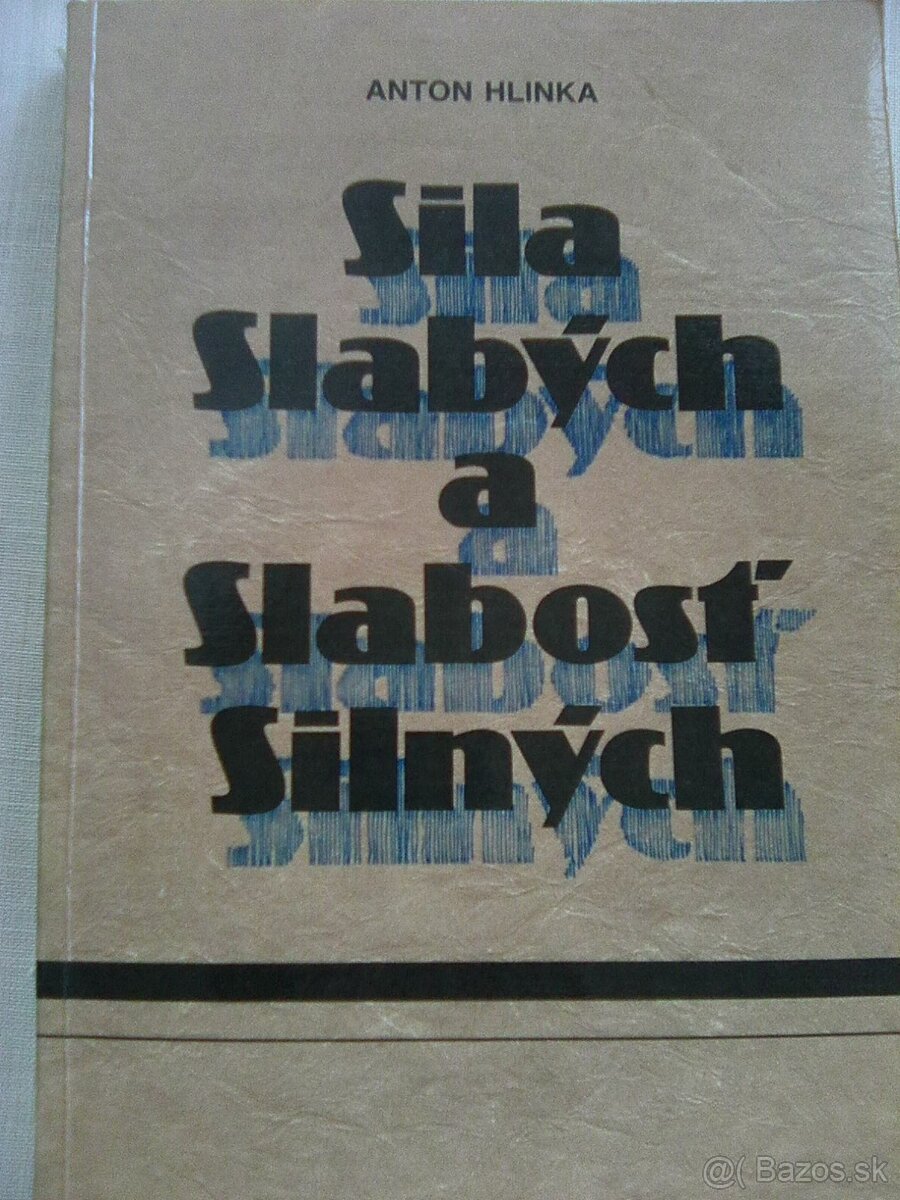 ANTON HLINKA
Sila
Slabých
a
Slabosť
Silných
@( Bazos.sk